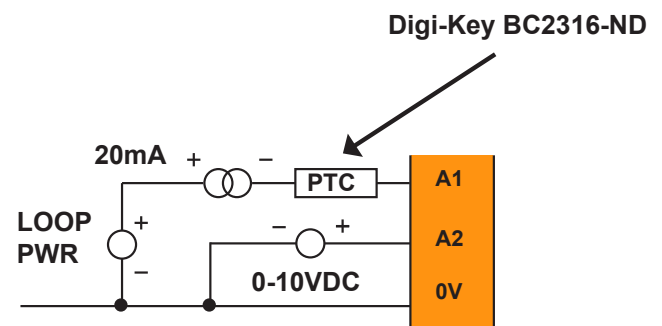 Digi-Key BC2316-ND
20mA + −
PTC
A1
LOOP
PWR
+
−
− +
A2
0-10VDC
0V